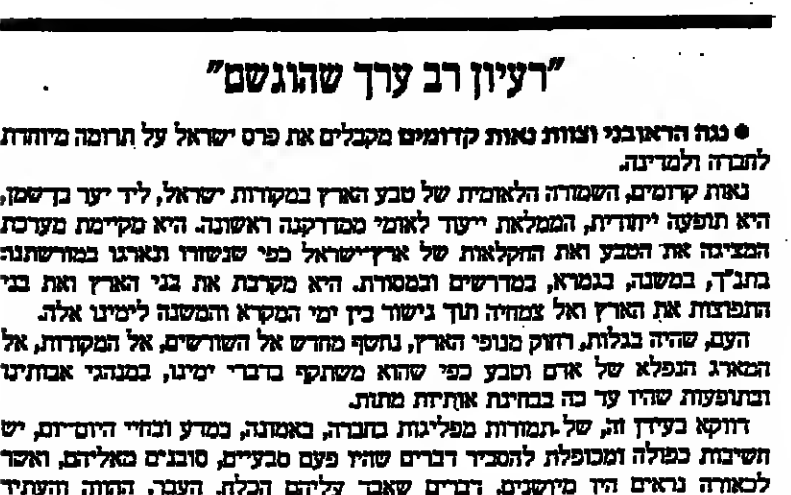 "רעיון רב ערך שהוגשם"
• נגה הראובני וצוות נאות קדומים מקבלים את פרס ישראל על תרומה מיוחדת
לחברה ולמדינה.
נאות קדומים, השמורה הלאומית של טבע הארץ במקורות ישראל, ליד יער בן־שמן,
היא תופעה ייחודית, הממלאת ייעוד לאומי ממדרקנה ראשונה. היא מקיימת מערכת
המציגה את הטבע ואת החקלאות של ארץ־ישראל כפי שנשזרו ונארגו במורשתנו:
בתנ"ך, במשנה, בגמרא, במדרשים ובמסורת. היא מקרבת את בני הארץ ואת בני
התפוצות את הארץ ואל צמחיה תוך גישור בין ימי המקרא והמשנה לימינו אלה.
העם, שהיה בגלות, רחוק מנופי הארץ, נחשף מחדש אל השורשים, אל המקורות, אל
המארג הנפלא של אדם וטבע כפי שהוא משתקף בדברי ימינו, במנהגי אבותינו
ובתופעות שהיו עד כה בבחינת אותיות מתות.
דווקא בעידן זה, של תמורות מפליגות בחברה, באמונה, במדע ובחיי היום־יום, יש
חשיבות כפולה ומכופלת להסביר דברים שהיו פעם טבעיים, מובנים מאליהם, ואשר
לכאורה נראים היו מיושנים, דברים שאבד עליהם הכלח. העבר, ההווה והעתיד